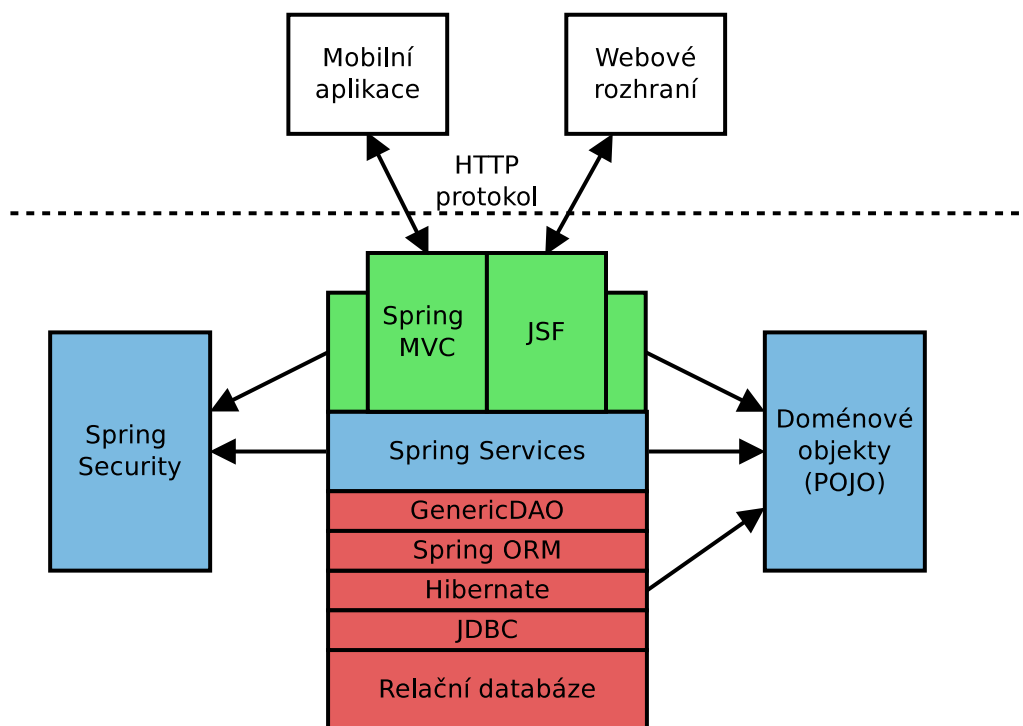 Mobilní
aplikace
Webové
rozhraní
HTTP
protokol
Spring
MVC
JSF
Spring
Security
Spring Services
Doménové
objekty
(POJO)
GenericDAO
Spring ORM
Hibernate
JDBC
Relační databáze